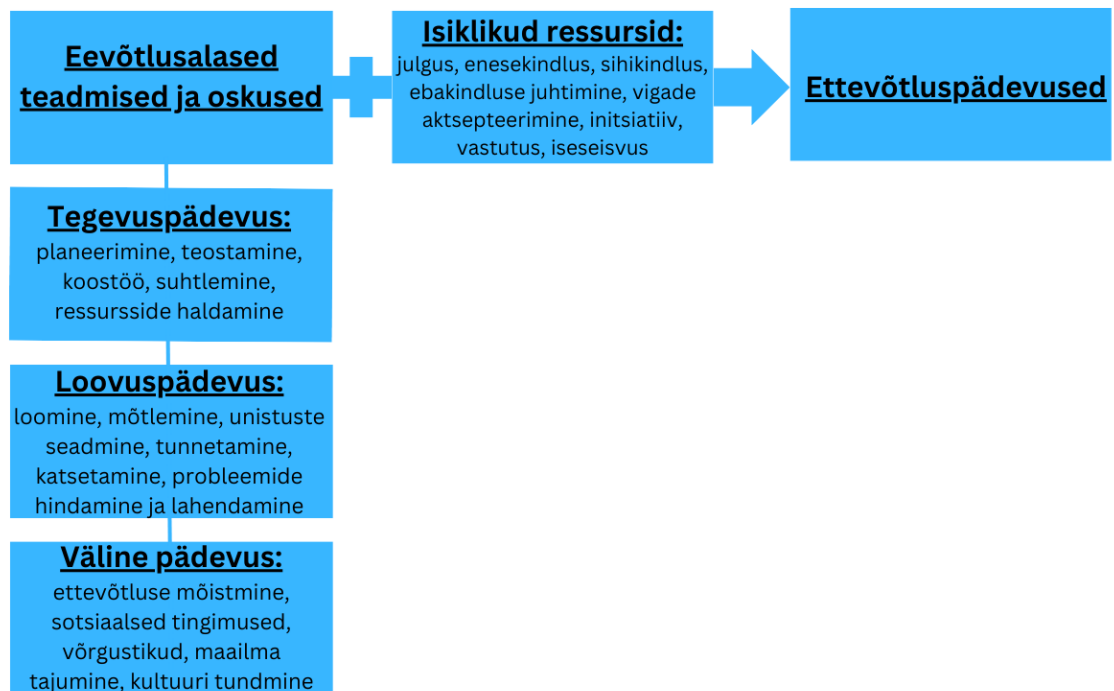 Eevõtlusalased
teadmised ja oskused
Isiklikud ressursid:
julgus, enesekindlus, sihikindlus,
ebakindluse juhtimine, vigade
aktsepteerimine, initsiatiiv,
vastutus, iseseisvus
Ettevõtluspädevused
Tegevuspädevus:
planeerimine, teostamine,
koostöö, suhtlemine,
ressursside haldamine
Loovuspädevus:
loomine, mõtlemine, unistuste
seadmine, tunnetamine,
katsetamine, probleemide
hindamine ja lahendamine
Väline pädevus:
ettevõtluse mõistmine,
sotsiaalsed tingimused,
võrgustikud, maailma
tajumine, kultuuri tundmine